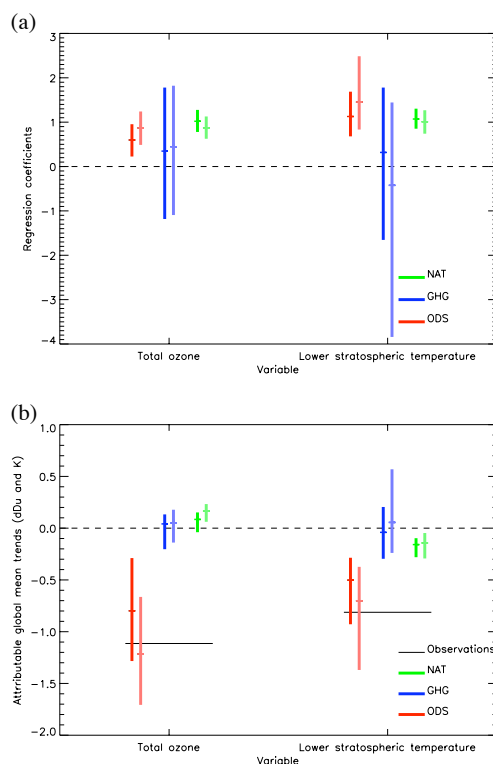 (a)
Regression coefficients
3
2
1
0
−1
−2
−3
−4
NAT
GHG
ODS
Total ozone
Lower stratospheric temperature
Variable
(b)
Attrributable global mean trends (dDu and K)
1.0
0.5
0.0
−0.5
−1.0
−1.5
−2.0
Observations
NAT
GHG
ODS
Total ozone
Lower stratospheric temperature
Variable